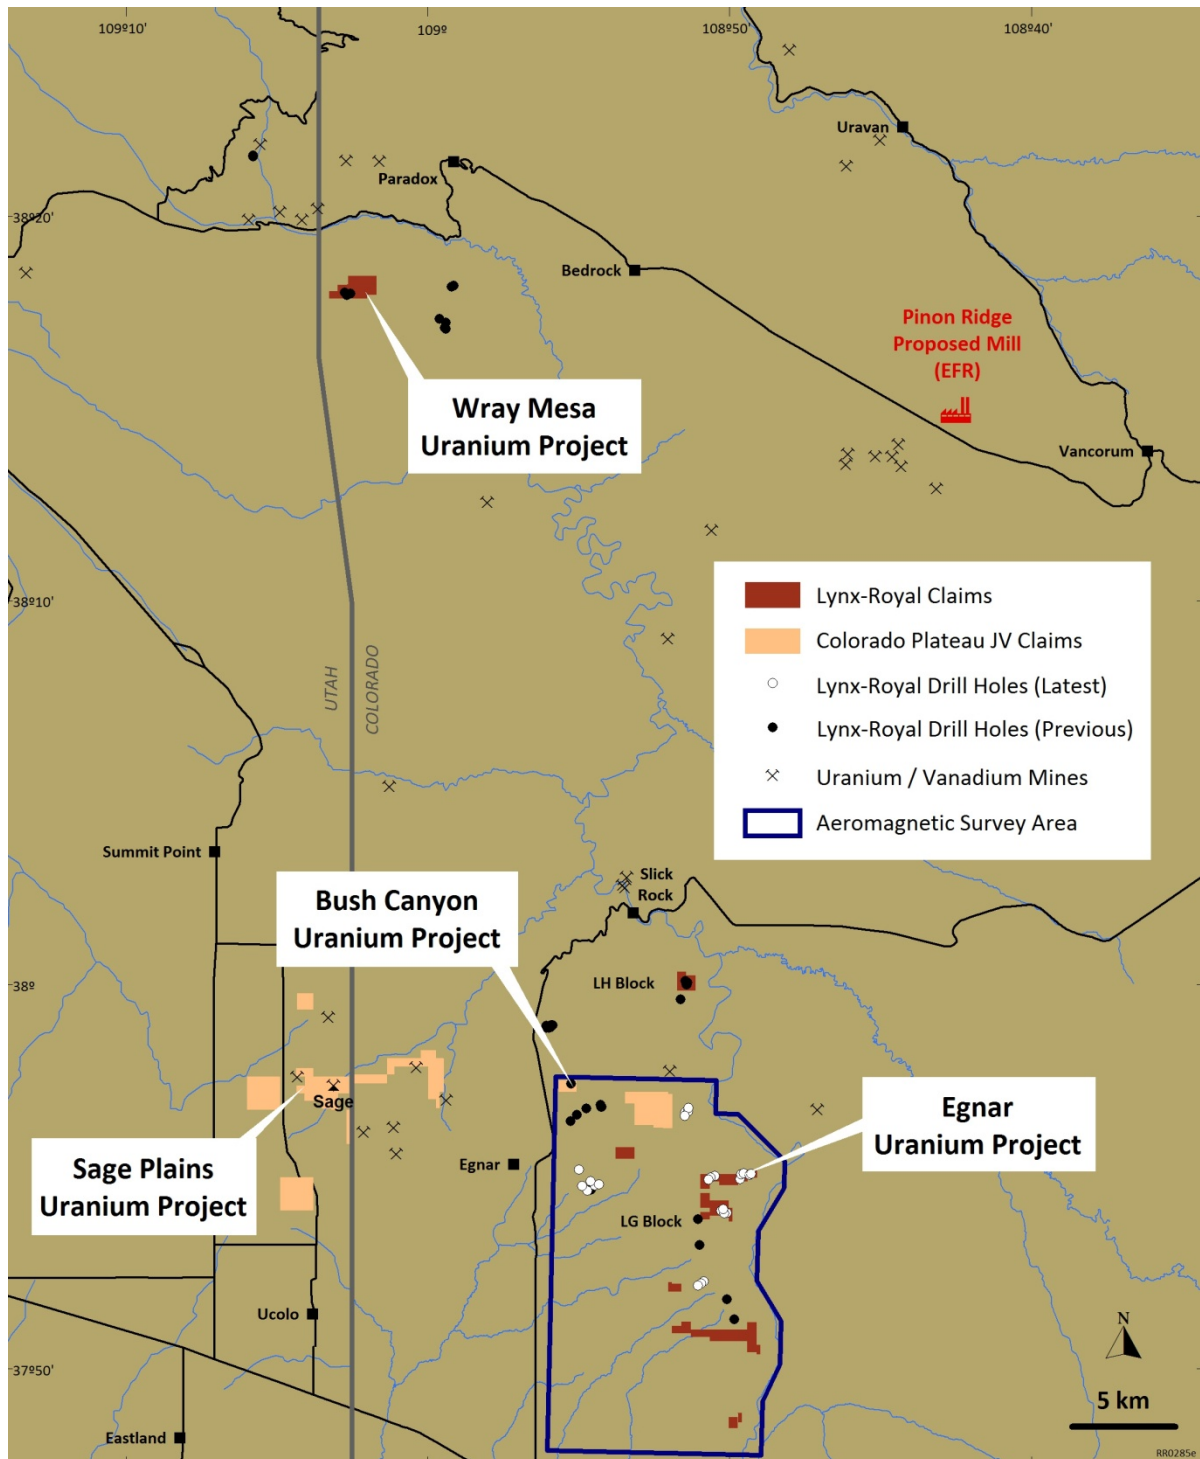 109º10'
109º
108º50'
108º40'
Uravan
Paradox
38º20'
Bedrock
Pinon Ridge
Proposed Mill
(EFR)
Wray Mesa
Uranium Project
Vancorum
38º10'
Lynx-Royal Claims
Colorado Plateau JV Claims
Lynx-Royal Drill Holes (Latest)
Lynx-Royal Drill Holes (Previous)
Uranium / Vanadium Mines
Aeromagnetic Survey Area
UTAH
COLORADO
Summit Point
Slick
Rock
Bush Canyon
Uranium Project
LH Block
38º
Sage
Egnar
Uranium Project
Sage Plains
Uranium Project
Egnar
LG Block
Ucolo
N
37º50'
5 km
Eastland
RR0285e